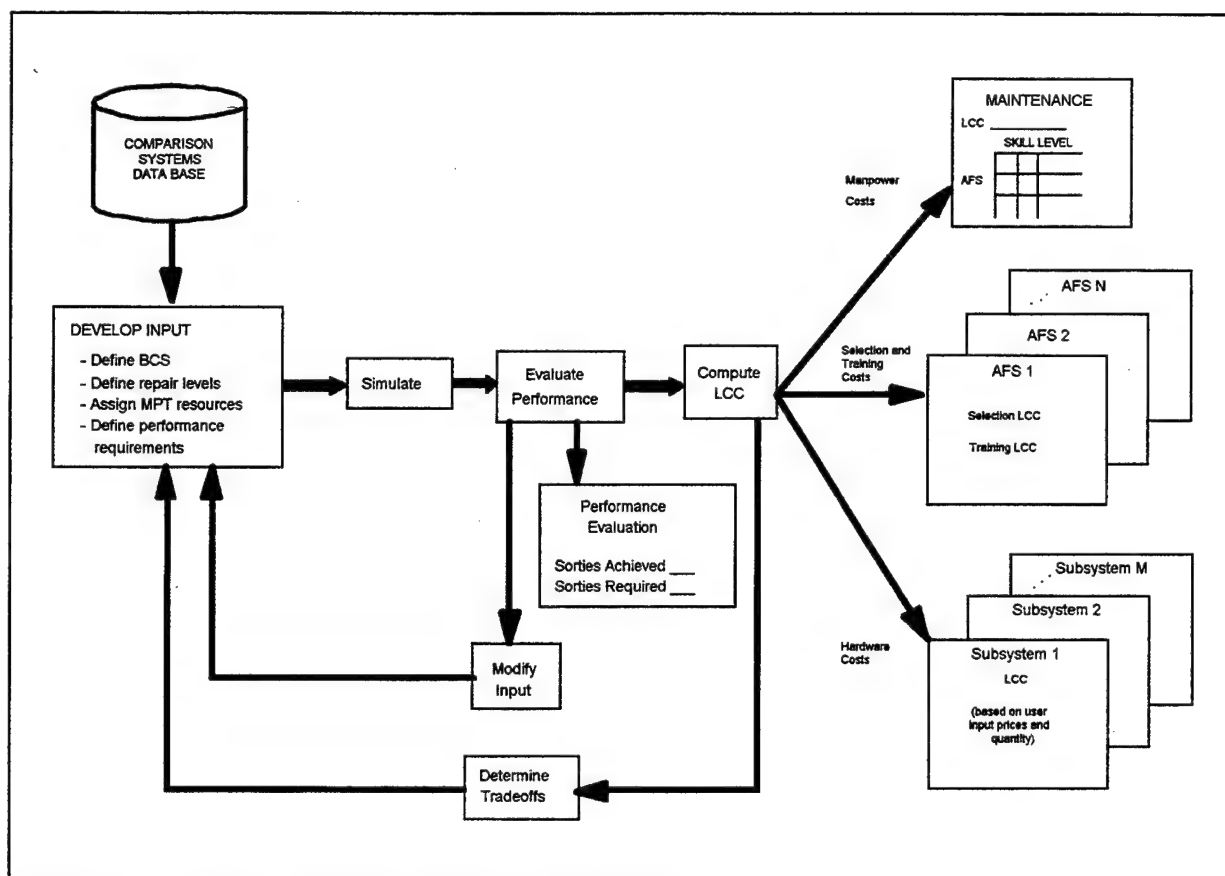 COMPARISON
SYSTEMS
DATA BASE
DEVELOP INPUT
- Define BCS
- Define repair levels
- Assign MPT resources
- Define performance
requirements
Simulate
Evaluate
Performance
Compute
LCC
Performance
Evaluation
Sorties Achieved ___
Sorties Required ___
Modify
Input
Determine
Tradeoffs
Manpower
Costs
MAINTENANCE
LCC ___________
SKILL LEVEL
AFS
Selection and
Training
Costs
AFS N
AFS 2
AFS 1
Selection LCC
Training LCC
Hardware
Costs
Subsystem M
Subsystem 2
Subsystem 1
LCC
(based on user
input prices and
quantity)